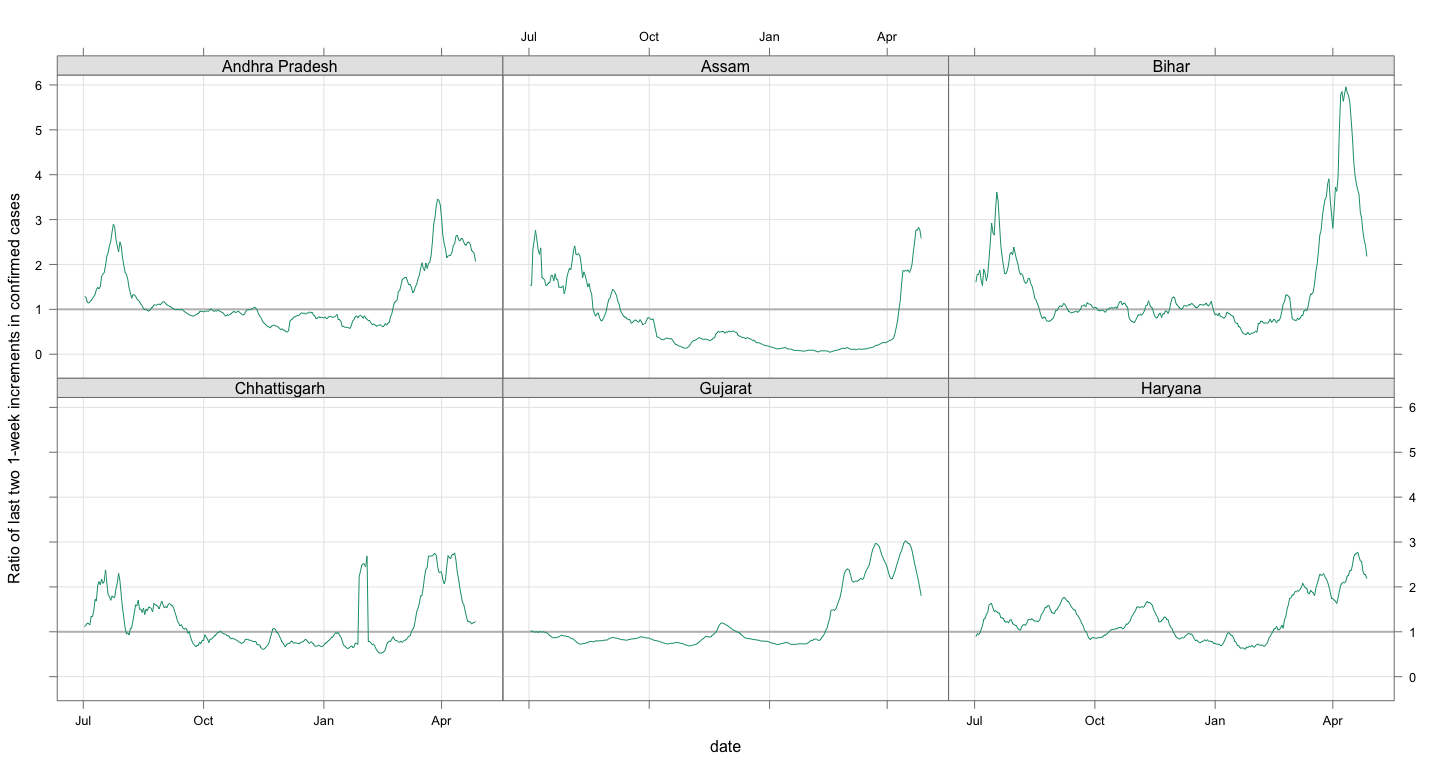 Jul Oct Jan Apr
Andhra Pradesh Assam Bihar
6
5
4
3
2
1
0
Chhattisgarh Gujarat Haryana
6
5
4
3
2
1
0
Jul Oct Jan Apr Jul Oct Jan Apr
date
Ratio of last two 1-week increments in confirmed cases